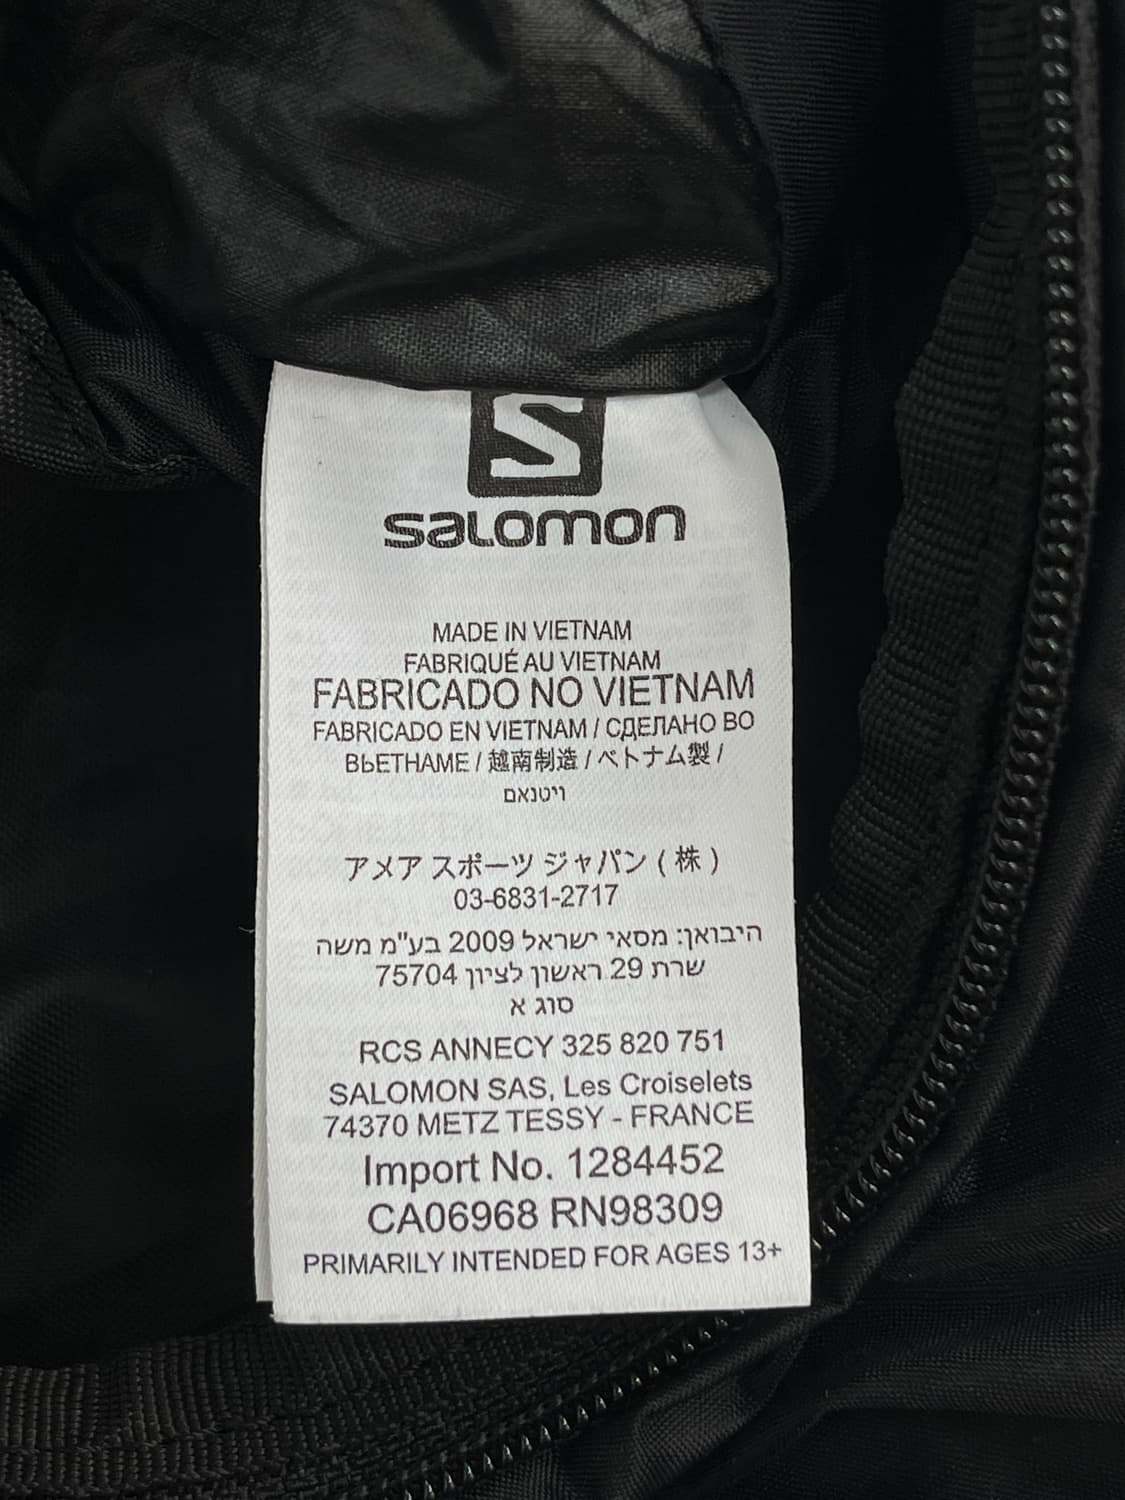 S
salomon
MADE IN VIETNAM
FABRIQUÉ AU VIETNAM
FABRICADO NO VIETNAM
FABRICADO EN VIETNAM / СДЕЛАНО ВО
ВЬЕТНАМЕ / 越南制造 / ベトナム製 /
ויטנאם
アメア スポーツ ジャパン ( 株 )
03-6831-2717
היבואן: מסאי ישראל 2009 בע"מ משה
שרת 29 ראשון לציון 75704
סוג א
RCS ANNECY 325 820 751
SALOMON SAS, Les Croiselets
74370 METZ TESSY - FRANCE
Import No. 1284452
CA06968 RN98309
PRIMARILY INTENDED FOR AGES 13+